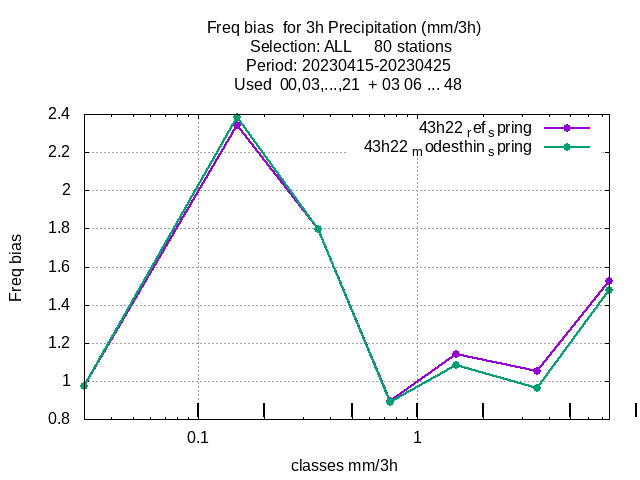 Freq bias  for 3h Precipitation (mm/3h)
Selection: ALL     80 stations
Period: 20230415-20230425
Used  00,03,...,21  + 03 06 ... 48
43h22 ref spring
43h22 modesthin spring
2.4
2.2
2
1.8
1.6
1.4
1.2
1
0.8
Freq bias
0.1 1
classes mm/3h